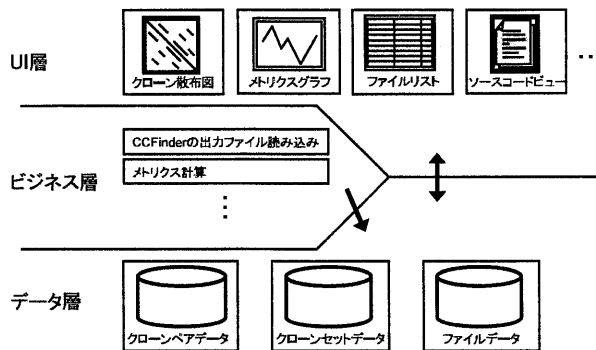 UI層
クローン散布図
メトリクスグラフ
ファイルリスト
ソースコードビュー
‥
ビジネス層
CCFinderの出力ファイル読み込み
メトリクス計算
⋮
データ層
クローンペアデータ
クローンセットデータ
ファイルデータ